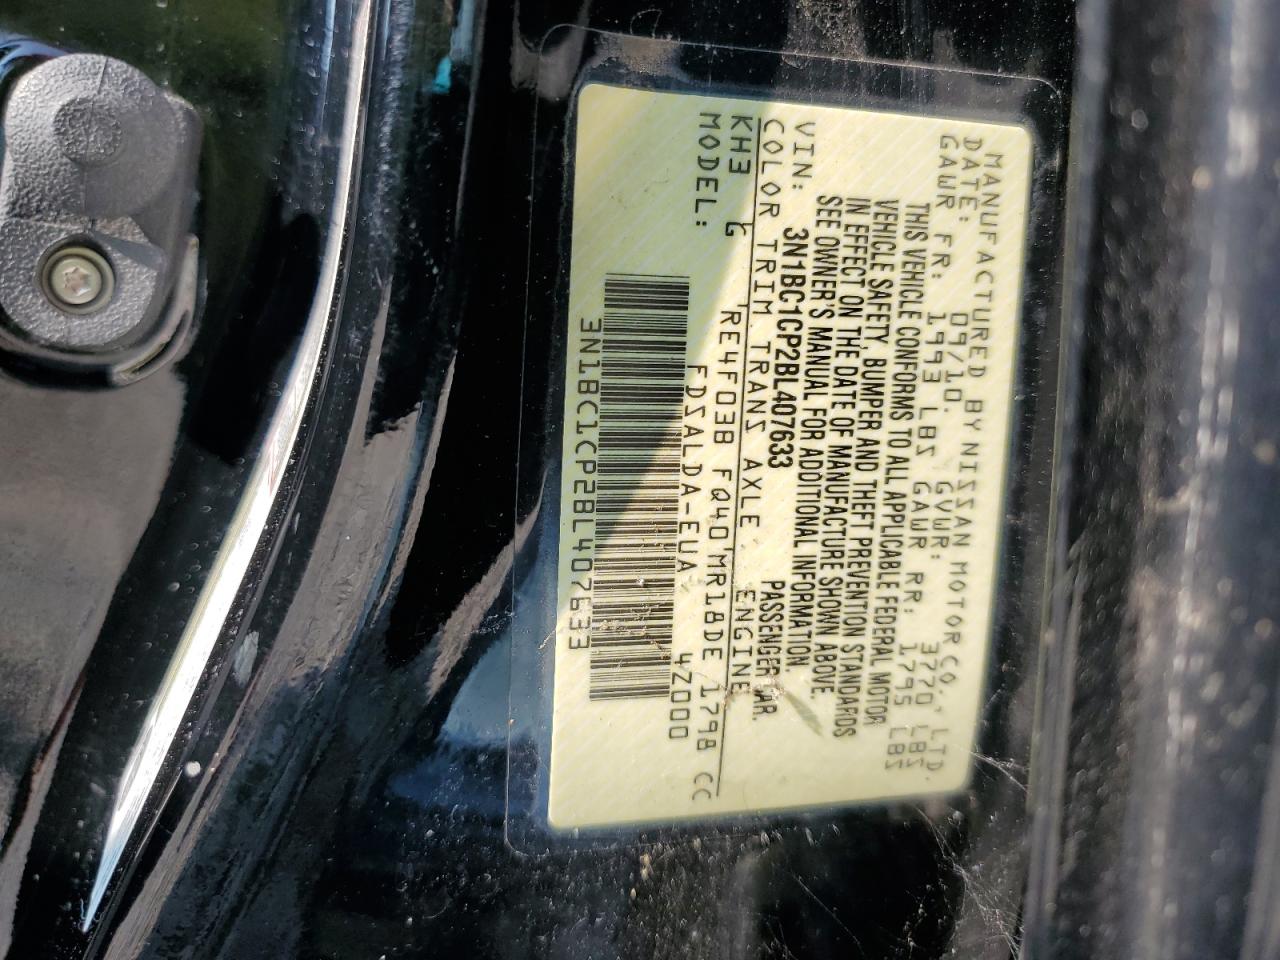 MANUFACTURED BY NISSAN MOTOR CO., LTD.
DATE: 09/10. GVWR: 3770 LBS
GAWR FR: 1993 LBS GAWR RR: 1795 LBS
THIS VEHICLE CONFORMS TO ALL APPLICABLE FEDERAL MOTOR
VEHICLE SAFETY, BUMPER AND THEFT PREVENTION STANDARDS
IN EFFECT ON THE DATE OF MANUFACTURE SHOWN ABOVE
SEE OWNER'S MANUAL FOR ADDITIONAL INFORMATION
VIN: 3N1BC1CP2BL407633 PASSENGER CAR.
COLOR TRIM TRANS AXLE ENGINE
KH3 G RE4F03B FQ40 MR18DE 1798 CC
MODEL: FDSALDA-EUA 4Z000
3N1BC1CP2BL407633